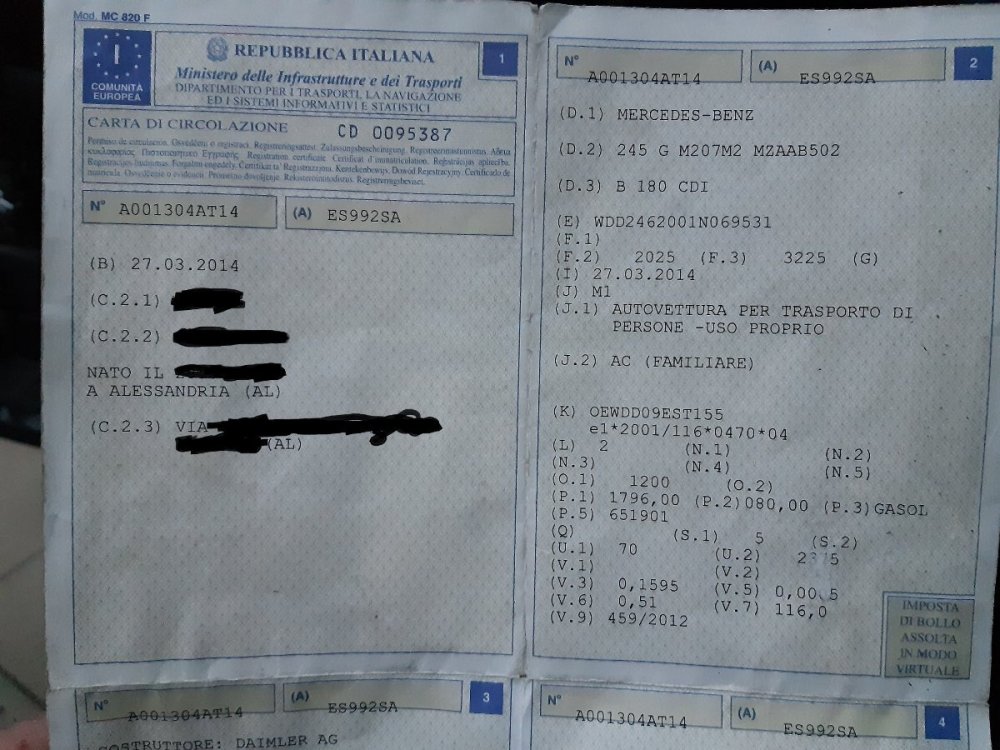 Mod. MC 820 F
I
COMUNITÀ
EUROPEA
REPUBBLICA ITALIANA
1
Ministero delle Infrastrutture e dei Trasporti
DIPARTIMENTO PER I TRASPORTI, LA NAVIGAZIONE
ED I SISTEMI INFORMATIVI E STATISTICI
CARTA DI CIRCOLAZIONE CD 0095387
N° A001304AT14 (A) ES992SA
(B) 27.03.2014
(C.2.1)
(C.2.2)
NATO IL
A ALESSANDRIA (AL)
(C.2.3) VIA
(AL)
N° A001304AT14 (A) ES992SA 2
(D.1) MERCEDES-BENZ
(D.2) 245 G M207M2 MZAAB502
(D.3) B 180 CDI
(E) WDD2462001N069531
(F.1)
(F.2) 2025 (F.3) 3225 (G)
(I) 27.03.2014
(J) M1
(J.1) AUTOVETTURA PER TRASPORTO DI
PERSONE -USO PROPRIO
(J.2) AC (FAMILIARE)
(K) OEWDD09EST155
e1*2001/116*0470*04
(L) 2 (N.1) (N.2)
(N.3) (N.4) (N.5)
(O.1) 1200 (O.2)
(P.1) 1796,00 (P.2)080,00 (P.3)GASOL
(P.5) 651901
(Q) (S.1) 5 (S.2)
(U.1) 70 (U.2)
(V.1) (V.2)
(V.3) 0,1595 (V.5)
(V.6) 0,51 (V.7) 116,0
(V.9) 459/2012
IMPOSTA
DI BOLLO
ASSOLTA
IN MODO
VIRTUALE
N° A001304AT14 (A) ES992SA 3
COSTRUTTORE: DAIMLER AG
N° A001304AT14 (A) ES992SA 4